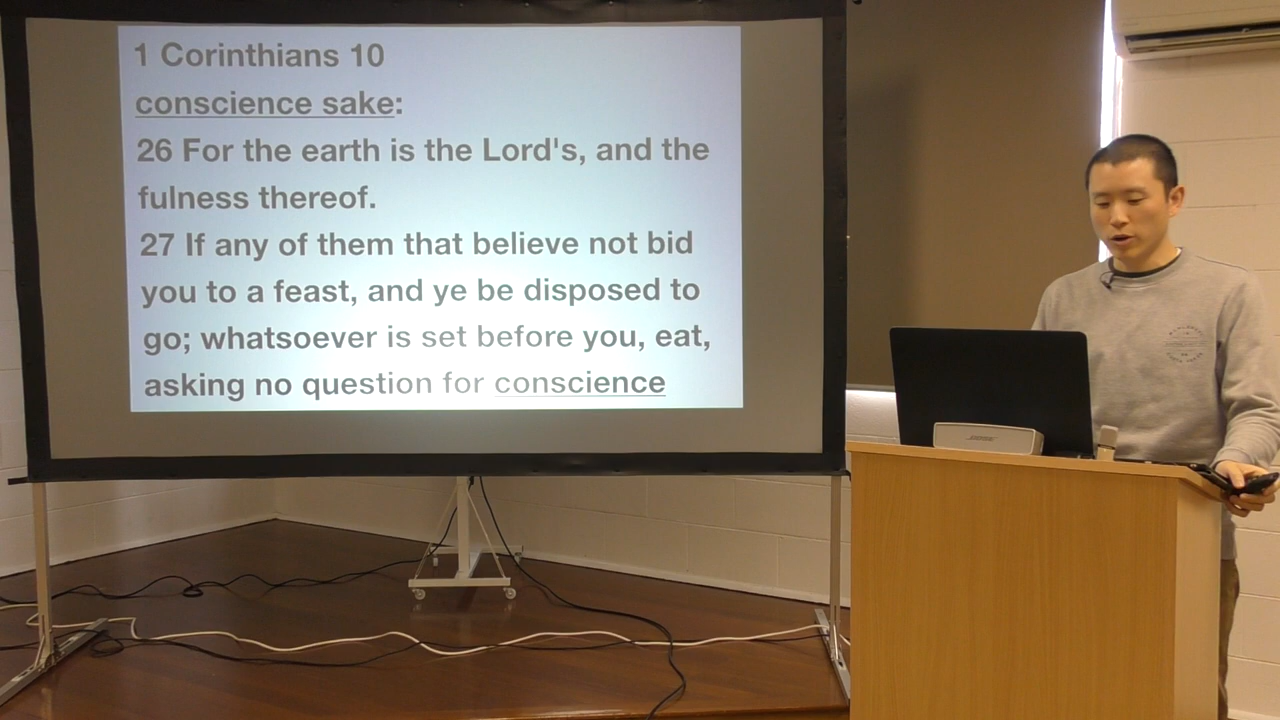 1 Corinthians 10
conscience sake:
26 For the earth is the Lord's, and the
fulness thereof.
27 If any of them that believe not bid
you to a feast, and ye be disposed to
go; whatsoever is set before you, eat,
asking no question for conscience